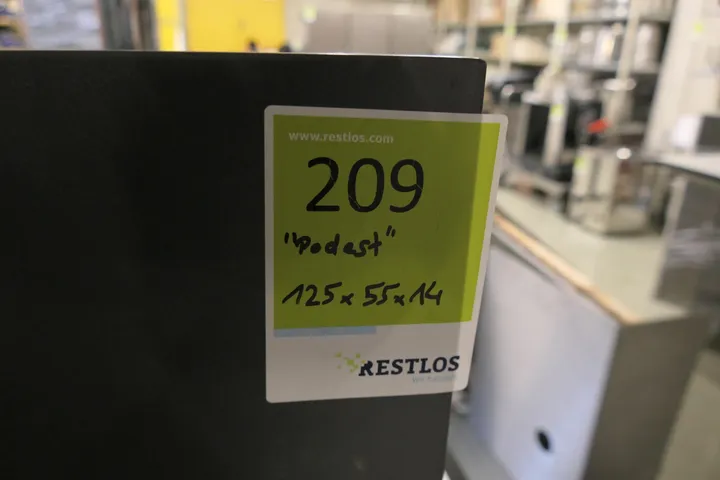 www.restlos.com
209
"Podest"
125 x 55 x 14
RESTLOS